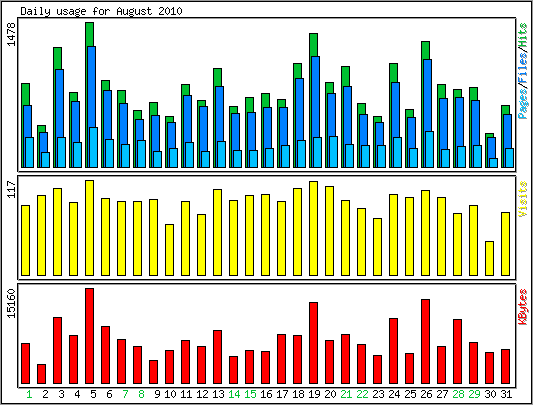 Daily usage for August 2010
1478
Pages/Files/Hits
117
Visits
15160
KBytes
1 2 3 4 5 6 7 8 9 10 11 12 13 14 15 16 17 18 19 20 21 22 23 24 25 26 27 28 29 30 31